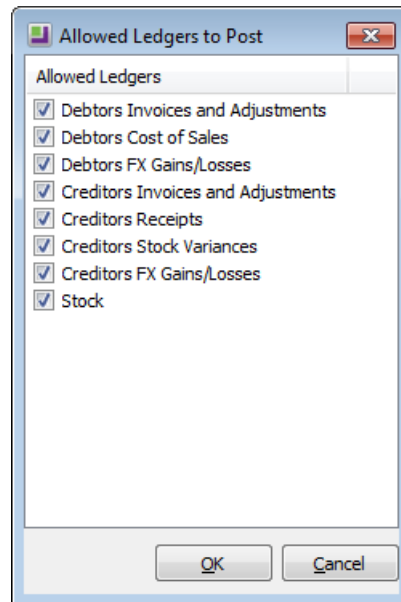 Allowed Ledgers to Post
Allowed Ledgers
Debtors Invoices and Adjustments
Debtors Cost of Sales
Debtors FX Gains/Losses
Creditors Invoices and Adjustments
Creditors Receipts
Creditors Stock Variances
Creditors FX Gains/Losses
Stock
OK Cancel